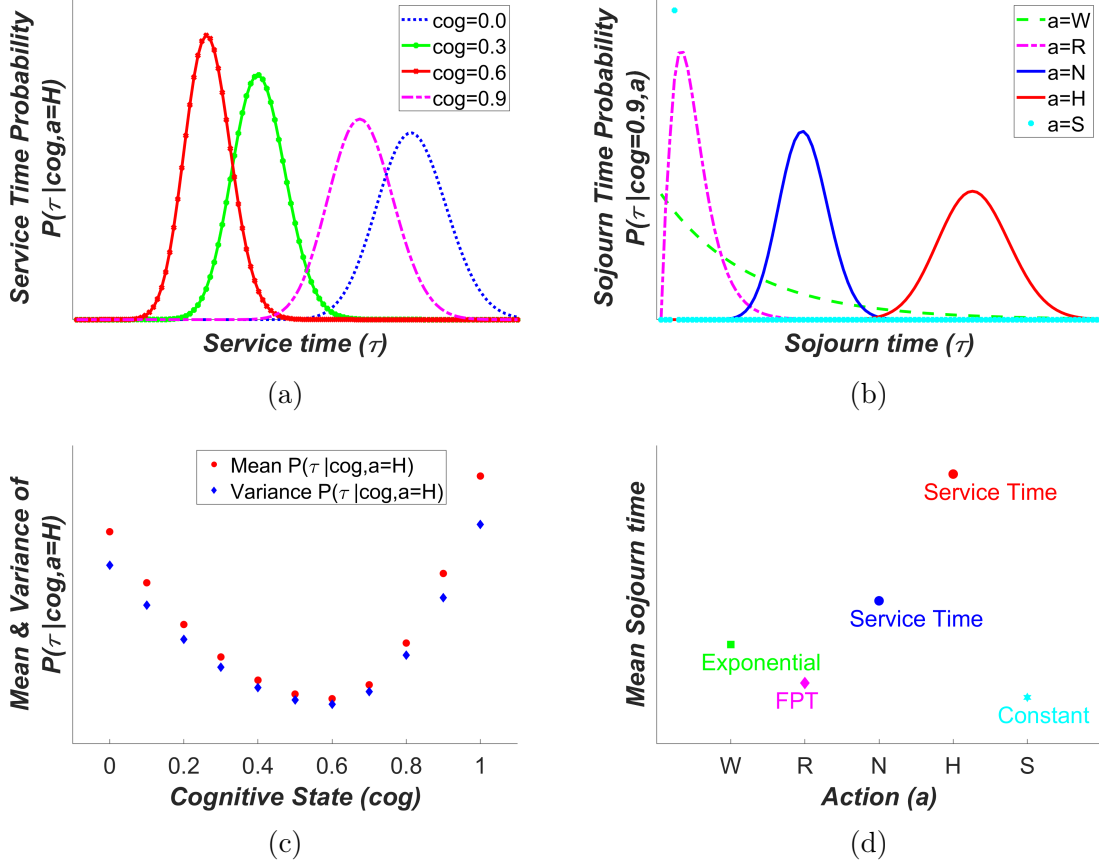 Service Time Probability
P(τ |cog,a=H)
cog=0.0
cog=0.3
cog=0.6
cog=0.9
Service time (τ)
(a)
Sojourn Time Probability
P(τ |cog=0.9,a)
a=W
a=R
a=N
a=H
a=S
Sojourn time (τ)
(b)
Mean & Variance of
P(τ |cog,a=H)
Mean P(τ |cog,a=H)
Variance P(τ |cog,a=H)
0 0.2 0.4 0.6 0.8 1
Cognitive State (cog)
(c)
Mean Sojourn time
Service Time
Service Time
Exponential
FPT
Constant
W R N H S
Action (a)
(d)